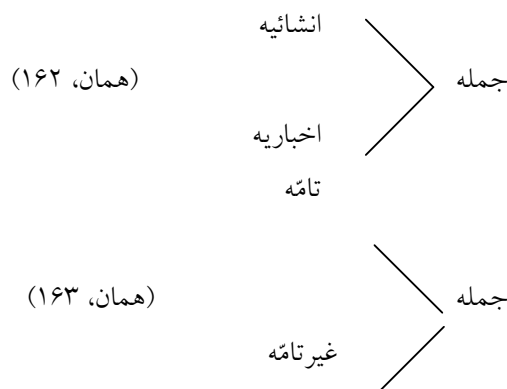 انشائیه
جمله (همان، ۱۶۲)
اخباریه
تامّه
جمله (همان، ۱۶۳)
غیرتامّه